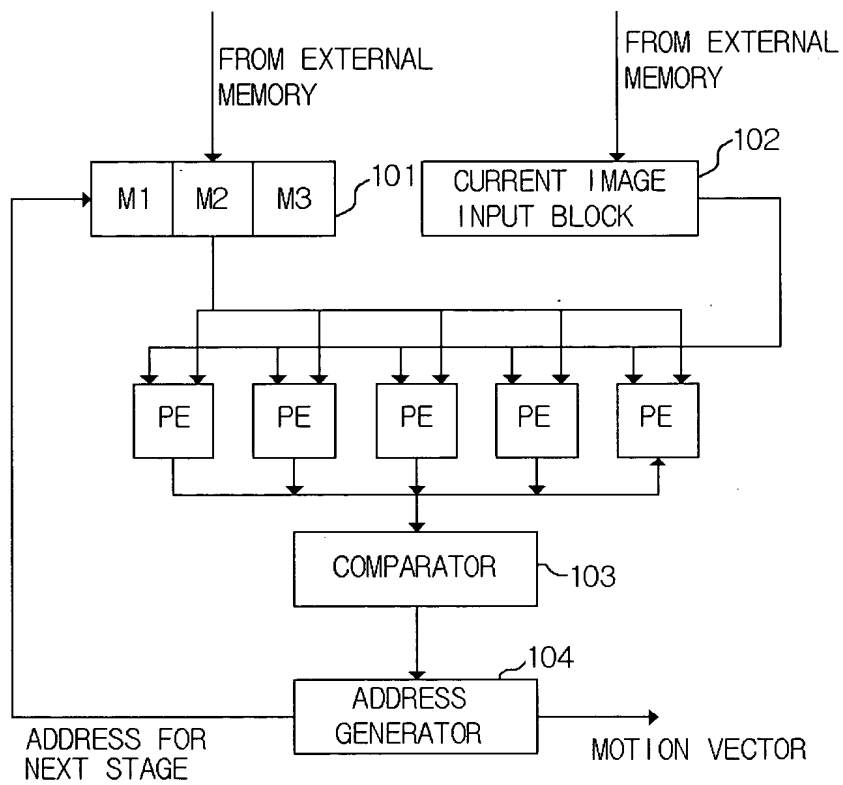 FROM EXTERNAL
MEMORY
FROM EXTERNAL
MEMORY
M1 M2 M3
101
CURRENT IMAGE
INPUT BLOCK
102
PE PE PE PE PE
COMPARATOR
103
104
ADDRESS
GENERATOR
ADDRESS FOR
NEXT STAGE
MOTION VECTOR